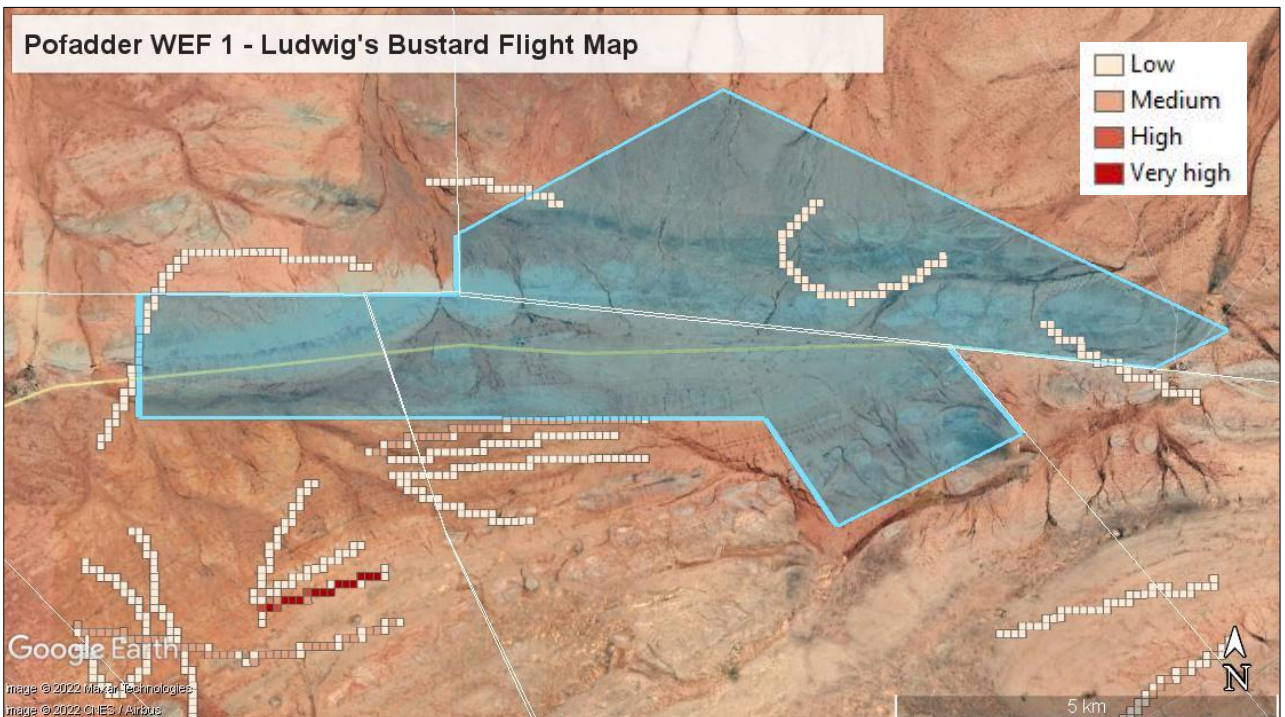 Pofadder WEF 1 - Ludwig's Bustard Flight Map
Low
Medium
High
Very high
Google Earth
Image © 2022 Maxar Technologies
Image © 2022 CNES / Airbus
5 km
N